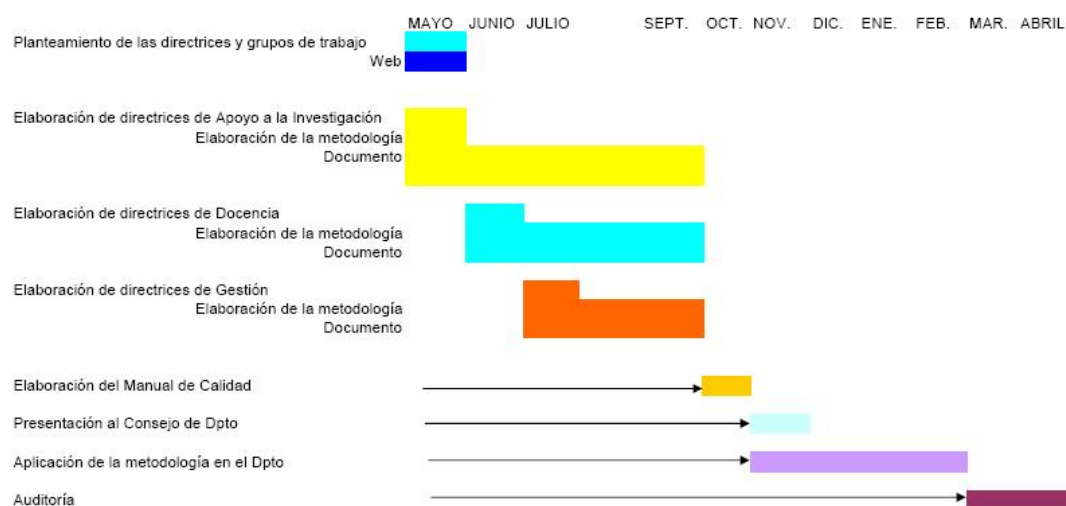 MAYO JUNIO JULIO SEPT. OCT. NOV. DIC. ENE. FEB. MAR. ABRIL
Planteamiento de las directrices y grupos de trabajo
Web
Elaboración de directrices de Apoyo a la Investigación
Elaboración de la metodología
Documento
Elaboración de directrices de Docencia
Elaboración de la metodología
Documento
Elaboración de directrices de Gestión
Elaboración de la metodología
Documento
Elaboración del Manual de Calidad
Presentación al Consejo de Dpto
Aplicación de la metodología en el Dpto
Auditoría